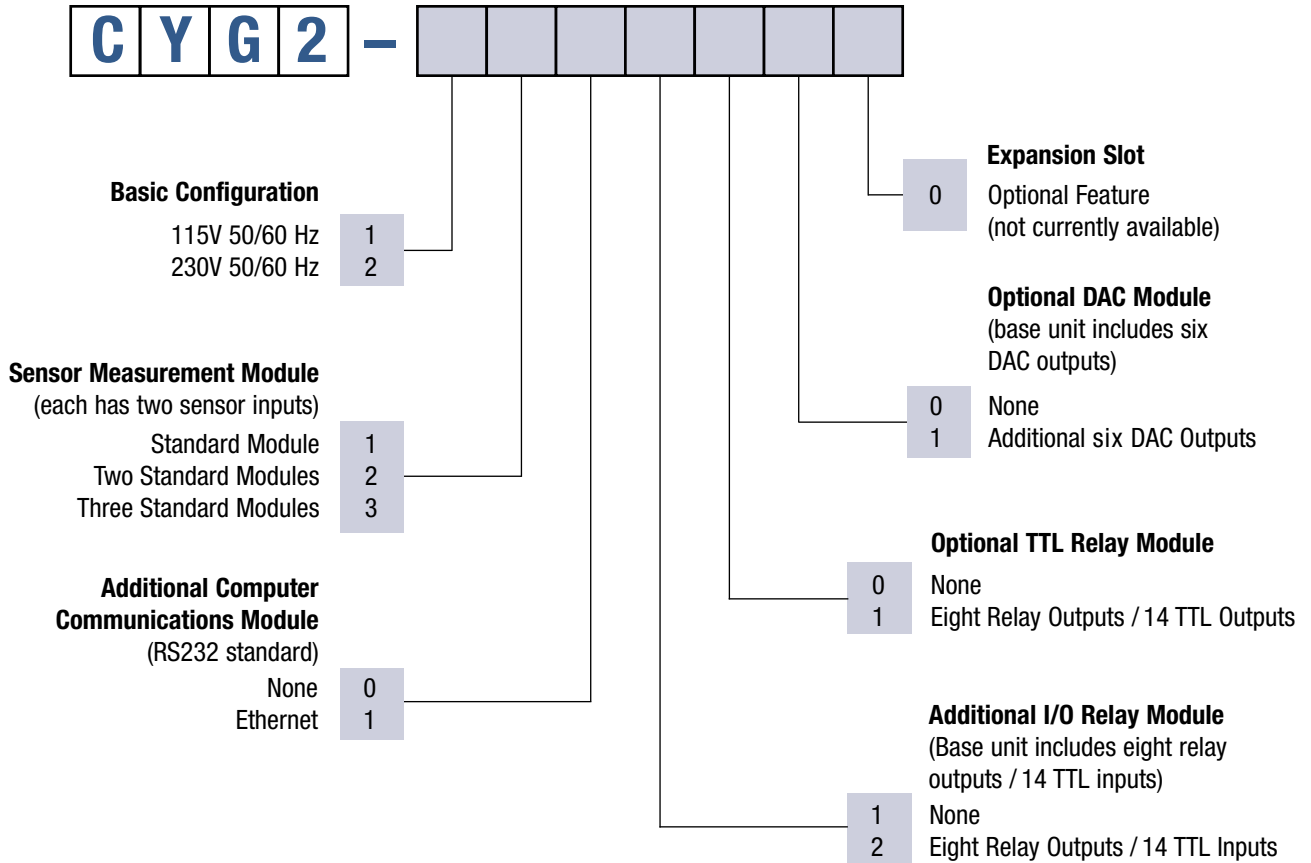 CYG2-
Basic Configuration
115V 50/60 Hz 1
230V 50/60 Hz 2
Sensor Measurement Module
(each has two sensor inputs)
Standard Module 1
Two Standard Modules 2
Three Standard Modules 3
Additional Computer
Communications Module
(RS232 standard)
None 0
Ethernet 1
Expansion Slot
0 Optional Feature
(not currently available)
Optional DAC Module
(base unit includes six
DAC outputs)
0 None
1 Additional six DAC Outputs
Optional TTL Relay Module
0 None
1 Eight Relay Outputs / 14 TTL Outputs
Additional I/O Relay Module
(Base unit includes eight relay
outputs / 14 TTL inputs)
1 None
2 Eight Relay Outputs / 14 TTL Inputs